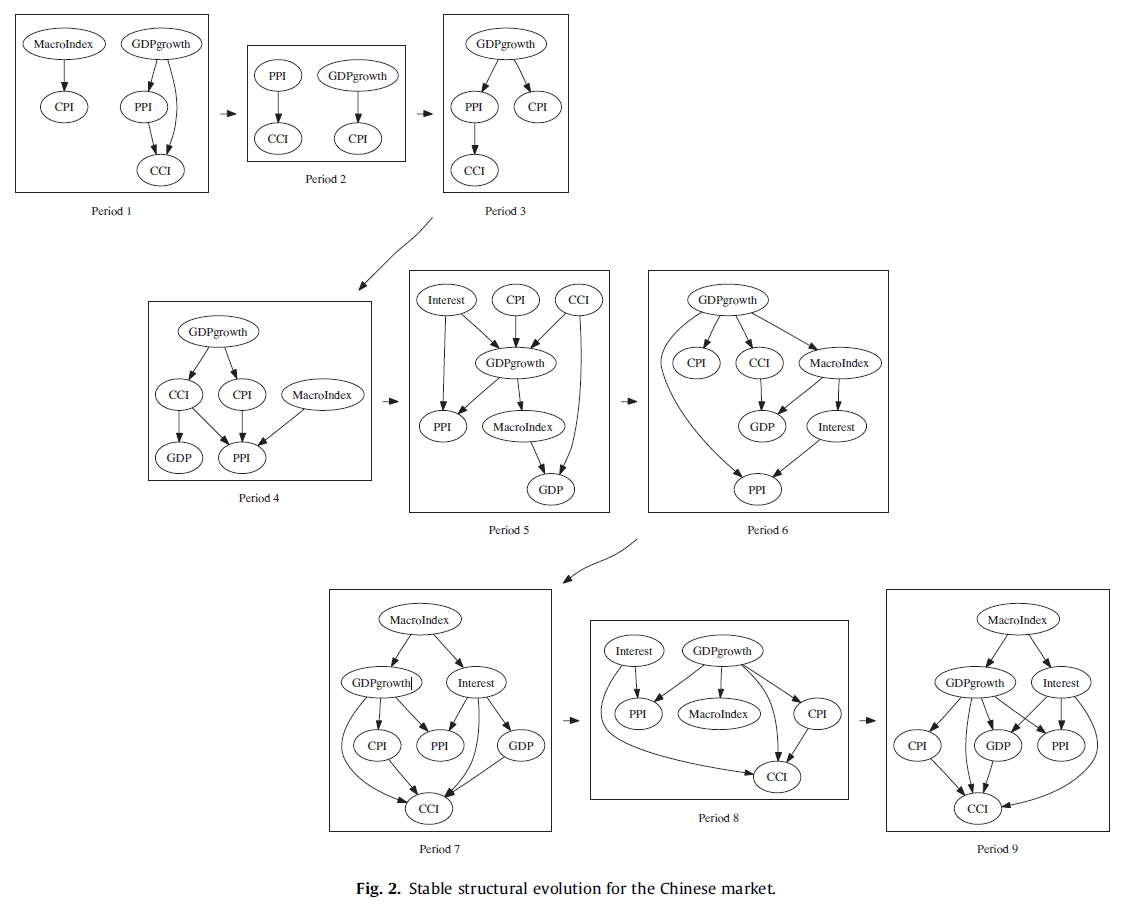 MacroIndex GDPgrowth
CPI PPI
CCI
Period 1
PPI GDPgrowth
CCI CPI
Period 2
GDPgrowth
PPI CPI
CCI
Period 3
GDPgrowth
CCI CPI MacroIndex
GDP PPI
Period 4
Interest CPI CCI
GDPgrowth
PPI MacroIndex
GDP
Period 5
GDPgrowth
CPI CCI MacroIndex
GDP Interest
PPI
Period 6
MacroIndex
GDPgrowth Interest
CPI PPI GDP
CCI
Period 7
Interest GDPgrowth
PPI MacroIndex CPI
CCI
Period 8
MacroIndex
GDPgrowth Interest
CPI GDP PPI
CCI
Period 9
Fig. 2. Stable structural evolution for the Chinese market.